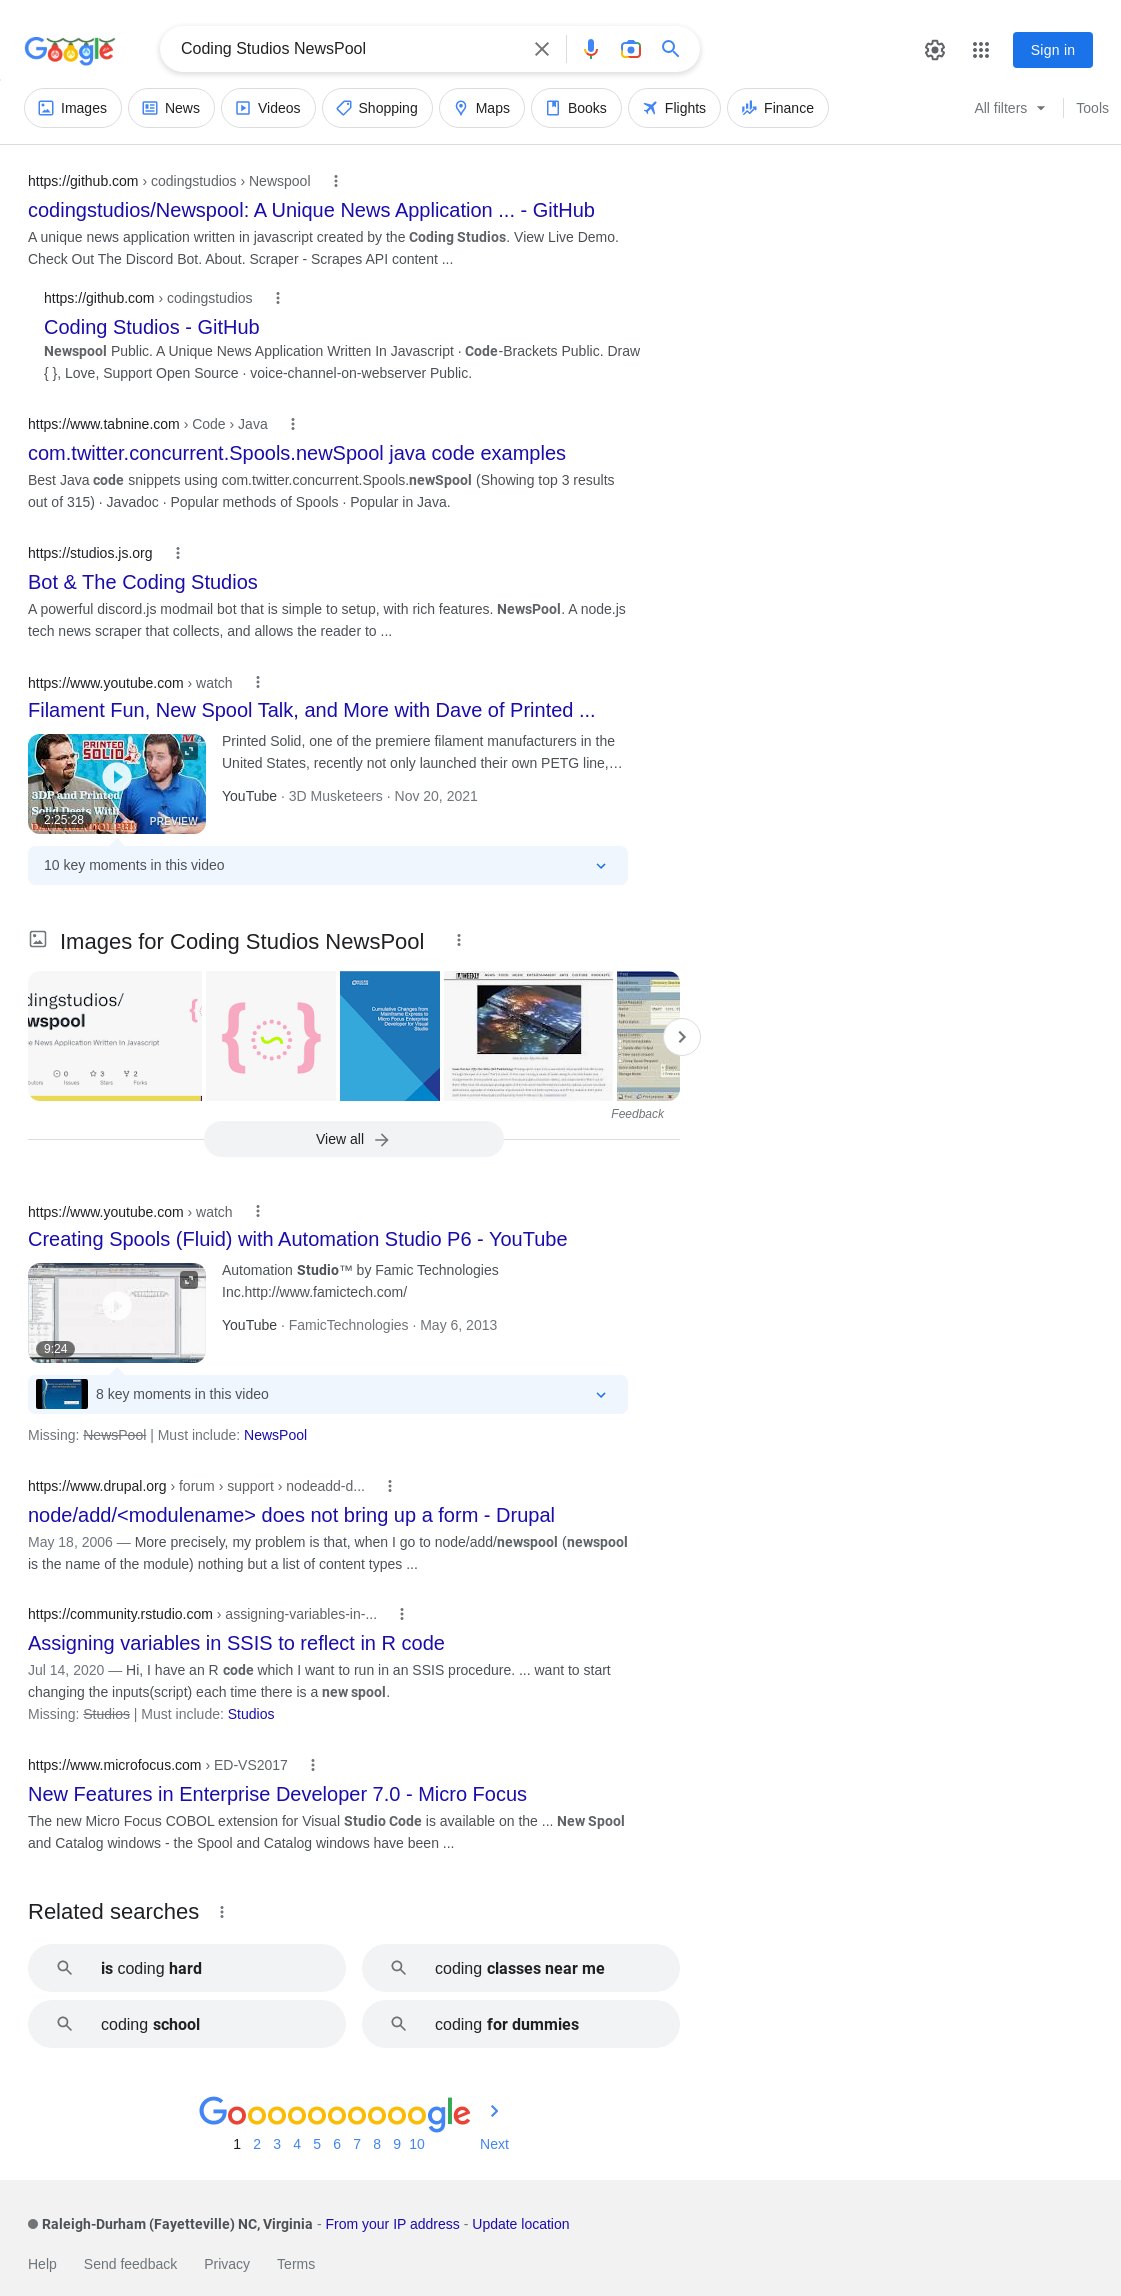 Google
Coding Studios NewsPool
Sign in
Images
News
Videos
Shopping
Maps
Books
Flights
Finance
All filters
Tools
https://github.com › codingstudios › Newspool
codingstudios/Newspool: A Unique News Application ... - GitHub
A unique news application written in javascript created by the Coding Studios. View Live Demo.
Check Out The Discord Bot. About. Scraper - Scrapes API content ...
https://github.com › codingstudios
Coding Studios - GitHub
Newspool Public. A Unique News Application Written In Javascript · Code-Brackets Public. Draw
{ }, Love, Support Open Source · voice-channel-on-webserver Public.
https://www.tabnine.com › Code › Java
com.twitter.concurrent.Spools.newSpool java code examples
Best Java code snippets using com.twitter.concurrent.Spools.newSpool (Showing top 3 results
out of 315) · Javadoc · Popular methods of Spools · Popular in Java.
https://studios.js.org
Bot & The Coding Studios
A powerful discord.js modmail bot that is simple to setup, with rich features. NewsPool. A node.js
tech news scraper that collects, and allows the reader to ...
https://www.youtube.com › watch
Filament Fun, New Spool Talk, and More with Dave of Printed ...
PRINTED
SOLID
3DP and Printed
Solid Deets With
2:25:28
PREVIEW
Printed Solid, one of the premiere filament manufacturers in the
United States, recently not only launched their own PETG line,…
YouTube · 3D Musketeers · Nov 20, 2021
10 key moments in this video
Images for Coding Studios NewsPool
dingstudios/
wspool
e News Application Written In Javascript
0
3
2
Issues
Stars
Forks
Cumulative Changes from
Mainframe Express to
Micro Focus Enterprise
Developer for Visual
Studio
Feedback
View all
https://www.youtube.com › watch
Creating Spools (Fluid) with Automation Studio P6 - YouTube
9:24
Automation Studio™ by Famic Technologies
Inc.http://www.famictech.com/
YouTube · FamicTechnologies · May 6, 2013
8 key moments in this video
Missing: NewsPool | Must include: NewsPool
https://www.drupal.org › forum › support › nodeadd-d...
node/add/<modulename> does not bring up a form - Drupal
May 18, 2006 — More precisely, my problem is that, when I go to node/add/newspool (newspool
is the name of the module) nothing but a list of content types ...
https://community.rstudio.com › assigning-variables-in-...
Assigning variables in SSIS to reflect in R code
Jul 14, 2020 — Hi, I have an R code which I want to run in an SSIS procedure. ... want to start
changing the inputs(script) each time there is a new spool.
Missing: Studios | Must include: Studios
https://www.microfocus.com › ED-VS2017
New Features in Enterprise Developer 7.0 - Micro Focus
The new Micro Focus COBOL extension for Visual Studio Code is available on the ... New Spool
and Catalog windows - the Spool and Catalog windows have been ...
Related searches
is coding hard
coding classes near me
coding school
coding for dummies
Goooooooooogle
1 2 3 4 5 6 7 8 9 10 Next
Raleigh-Durham (Fayetteville) NC, Virginia - From your IP address - Update location
Help
Send feedback
Privacy
Terms